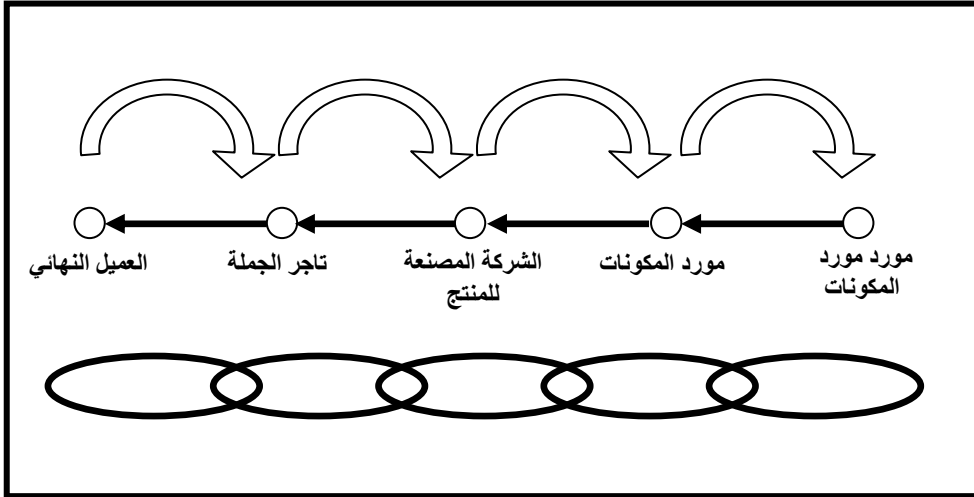 مورد مورد
المكونات
مورد المكونات
الشركة المصنعة
للمنتج
تاجر الجملة
العميل النهائي